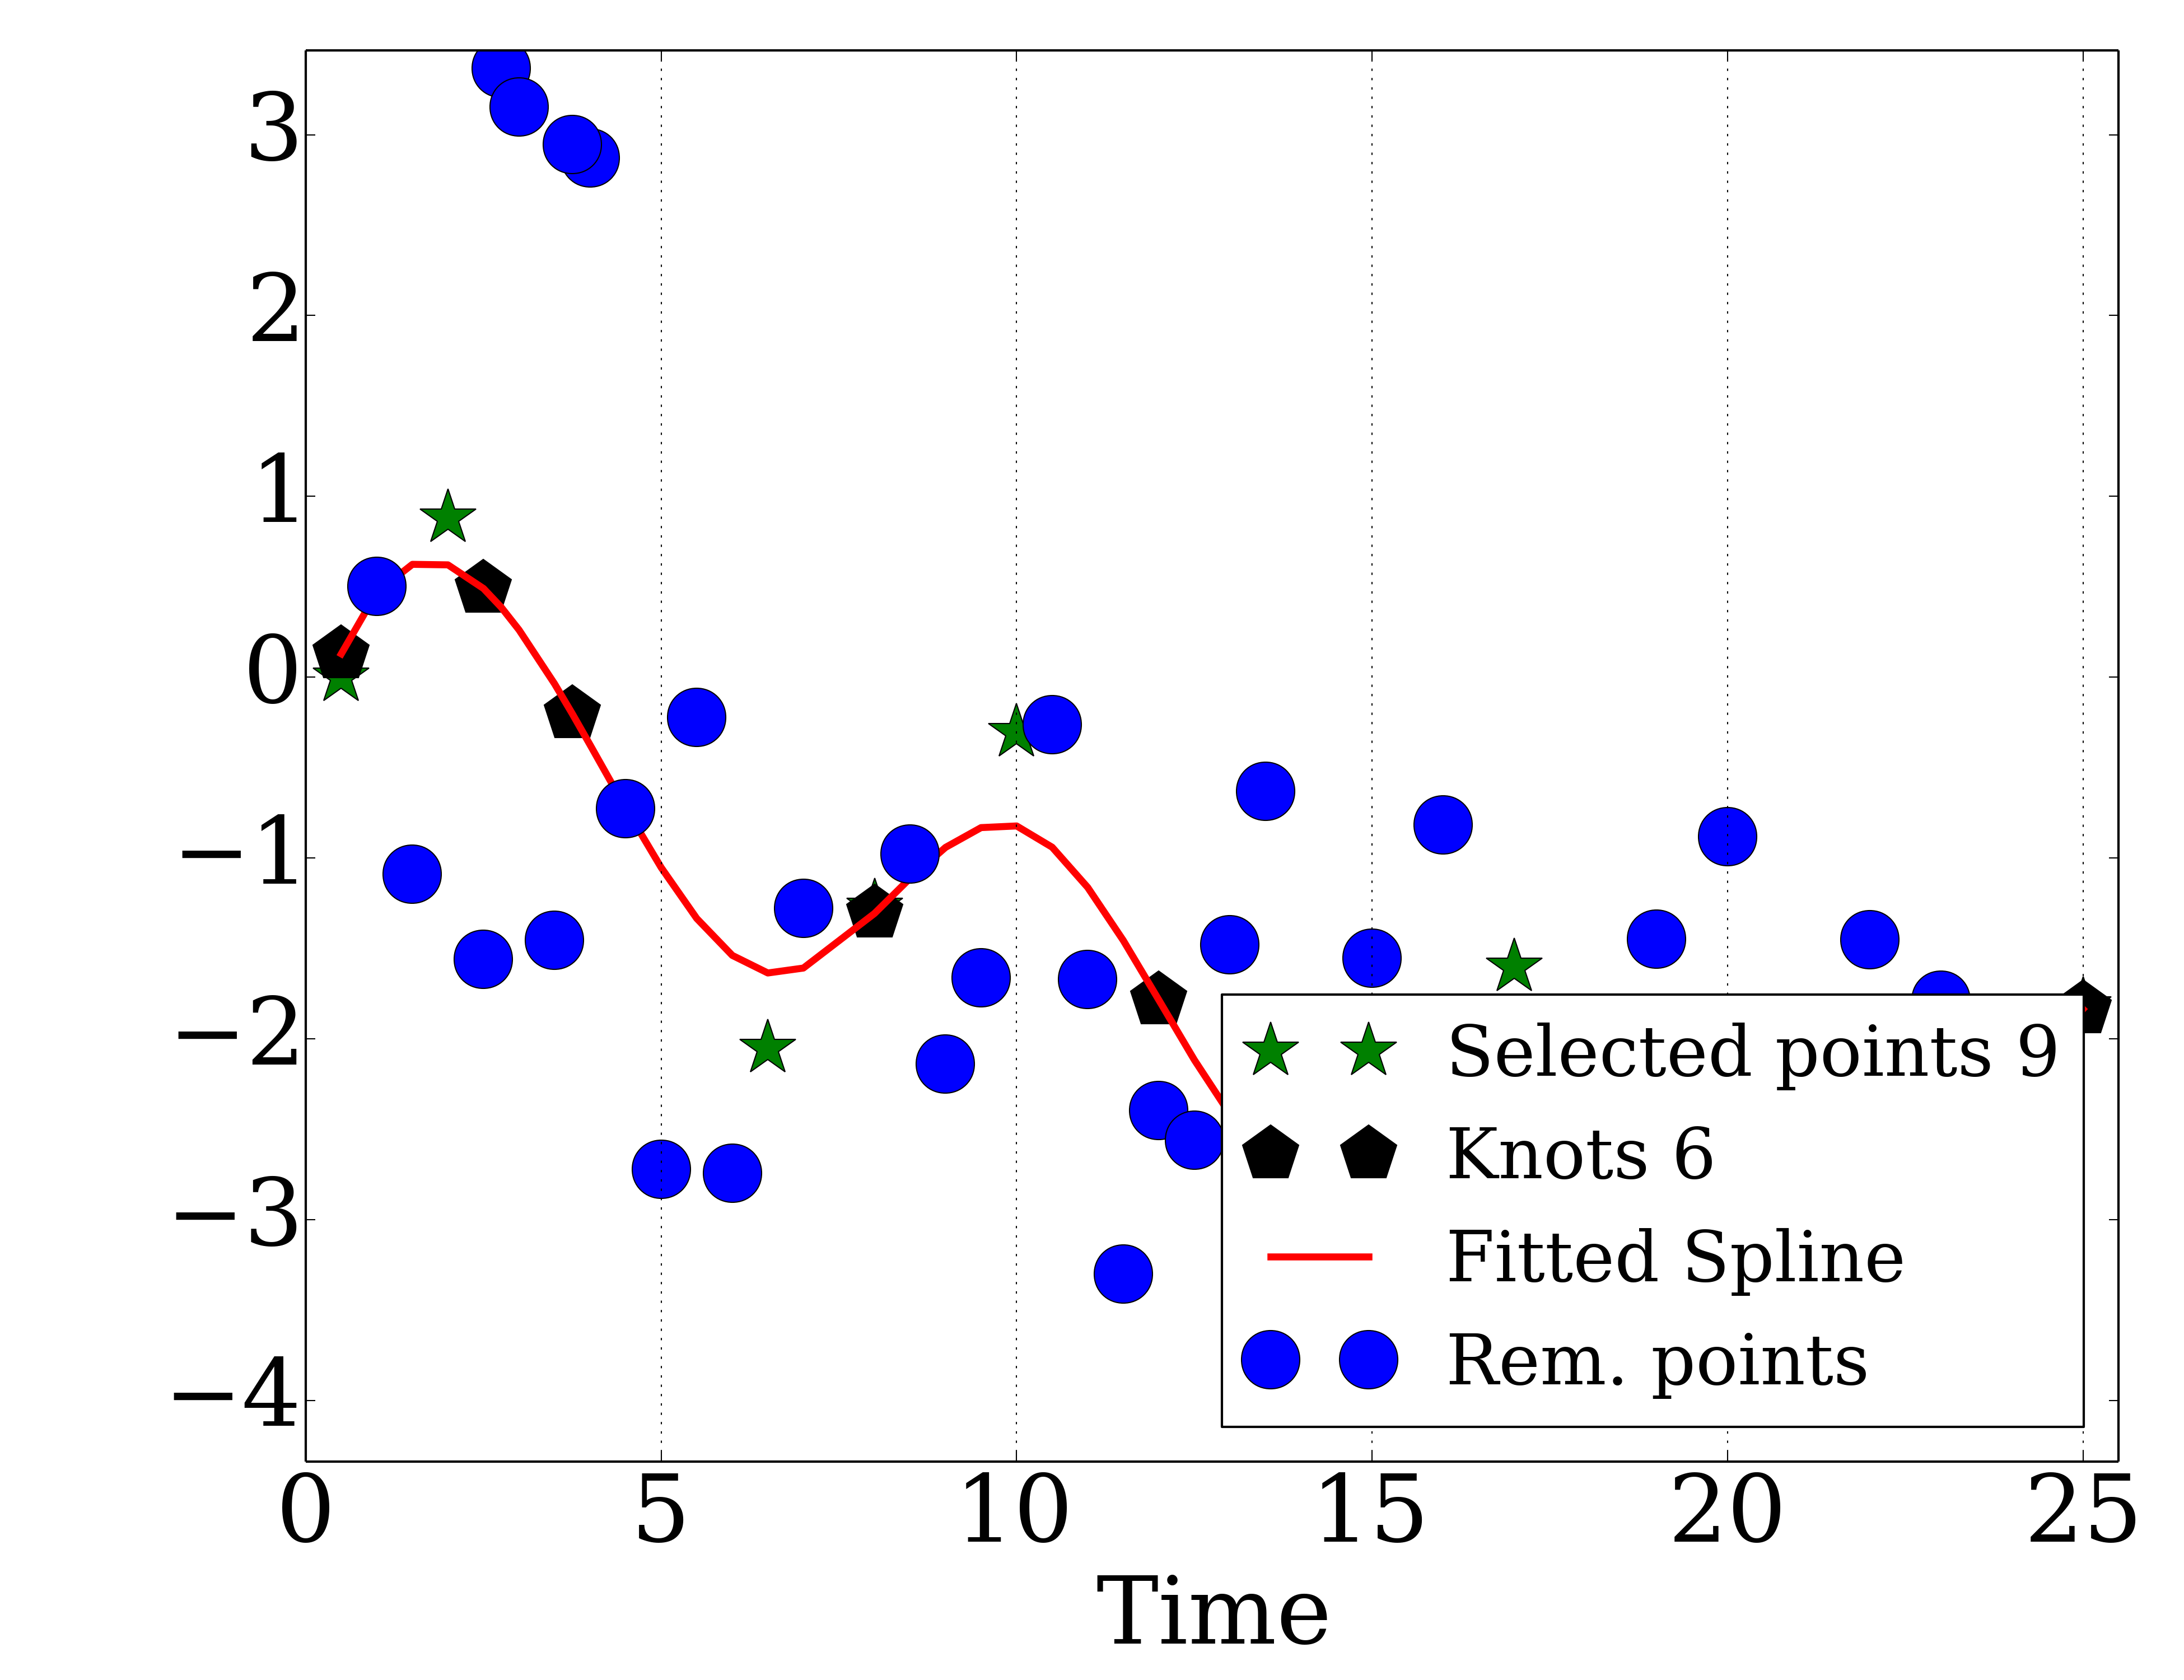 3
2
1
0
−1
−2
−3
−4
Selected points 9
Knots 6
Fitted Spline
Rem. points
0 5 10 15 20 25
Time